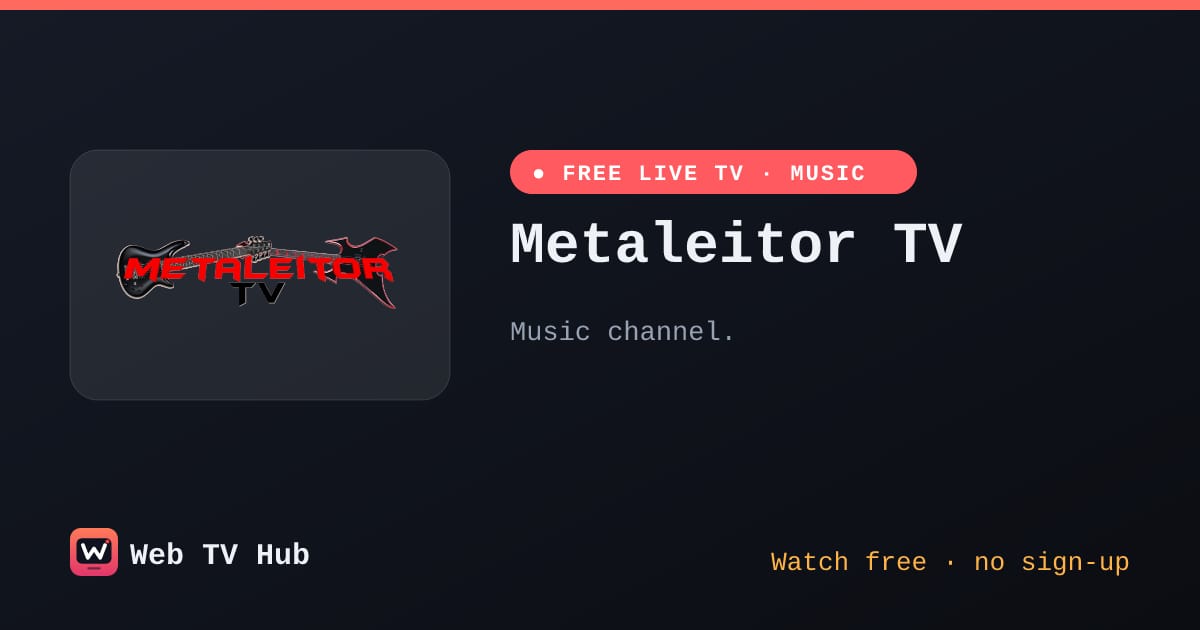 METALEITOR
TV
● FREE LIVE TV · MUSIC
Metaleitor TV
Music channel.
W
Web TV Hub
Watch free · no sign-up